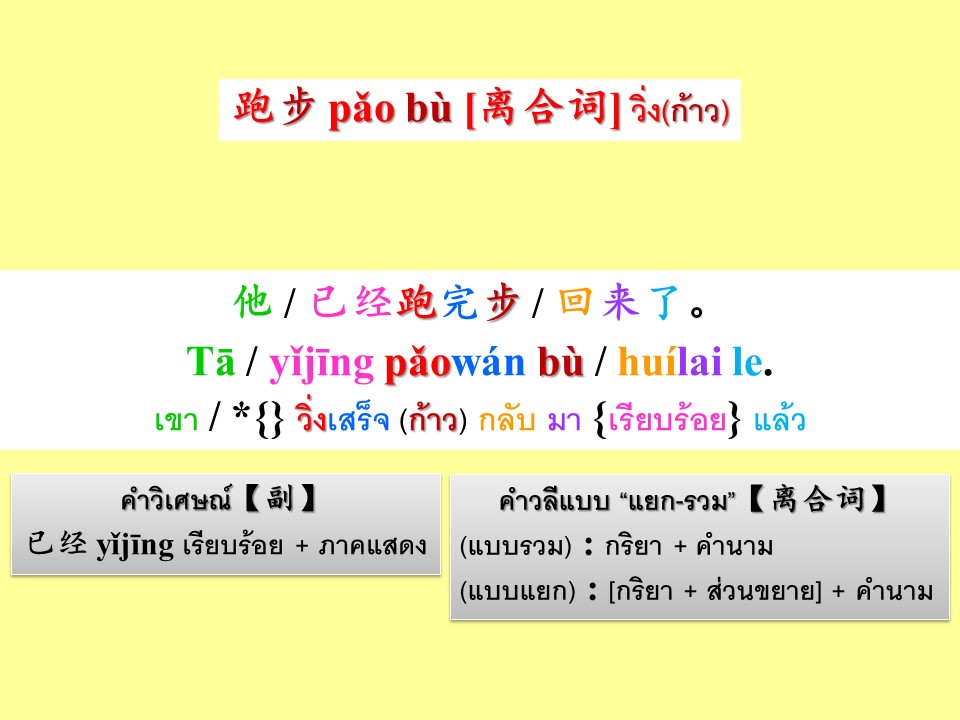 跑步 pǎo bù [离合词] วิ่ง(ก้าว)
他 / 已经跑完步 / 回来了。
Tā / yǐjīng pǎowán bù / huílai le.
เขา / *{} วิ่งเสร็จ (ก้าว) กลับ มา {เรียบร้อย} แล้ว
คำวิเศษณ์【副】
已经 yǐjīng เรียบร้อย + ภาคแสดง
คำวลีแบบ “แยก-รวม”【离合词】
(แบบรวม) : กริยา + คำนาม
(แบบแยก) : [กริยา + ส่วนขยาย] + คำนาม